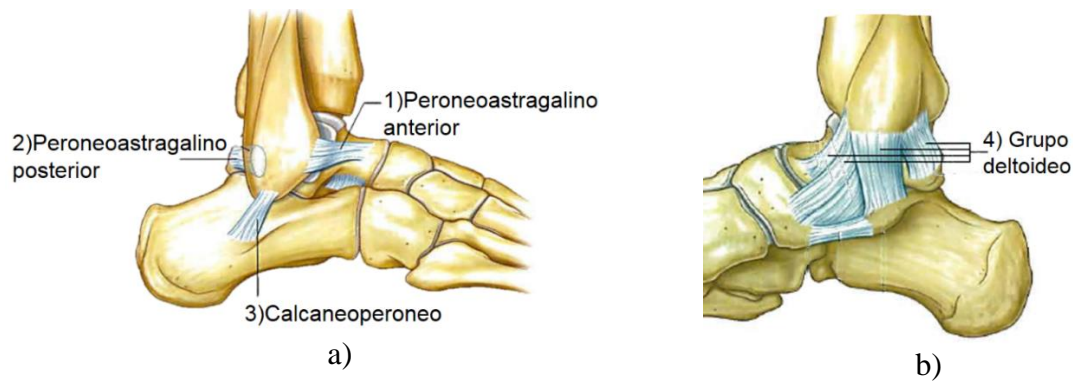 1)Peroneoastragalino
anterior
2)Peroneoastragalino
posterior
3)Calcaneoperoneo
a)
4) Grupo
deltoideo
b)